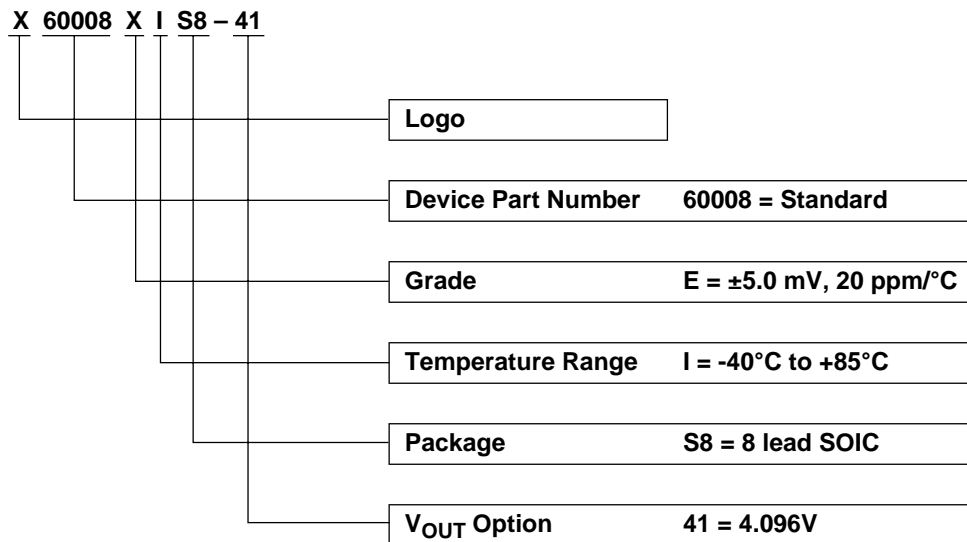 X 60008 X I S8 – 41
Logo
Device Part Number 60008 = Standard
Grade E = ±5.0 mV, 20 ppm/°C
Temperature Range I = -40°C to +85°C
Package S8 = 8 lead SOIC
VOUT Option 41 = 4.096V